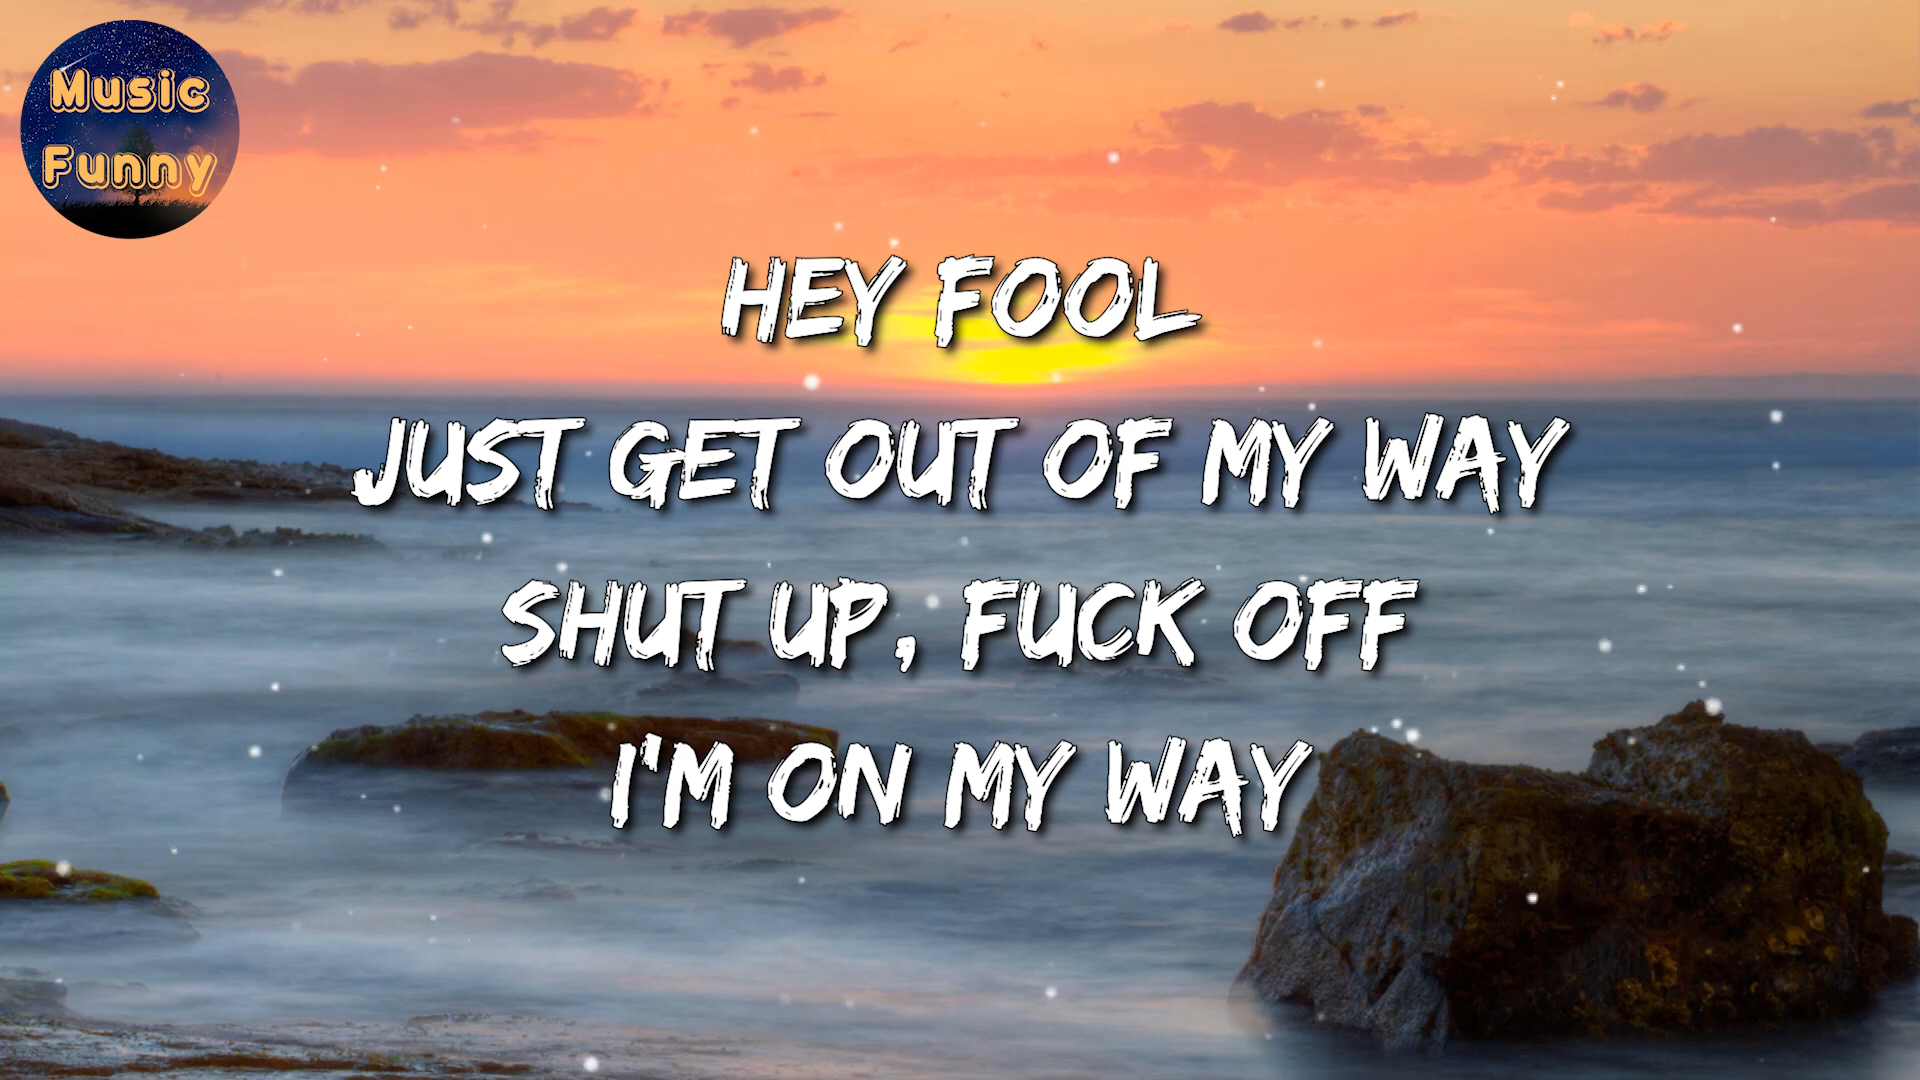 Music
Funny
HEY FOOL
JUST GET OUT OF MY WAY
SHUT UP, FUCK OFF
I'M ON MY WAY